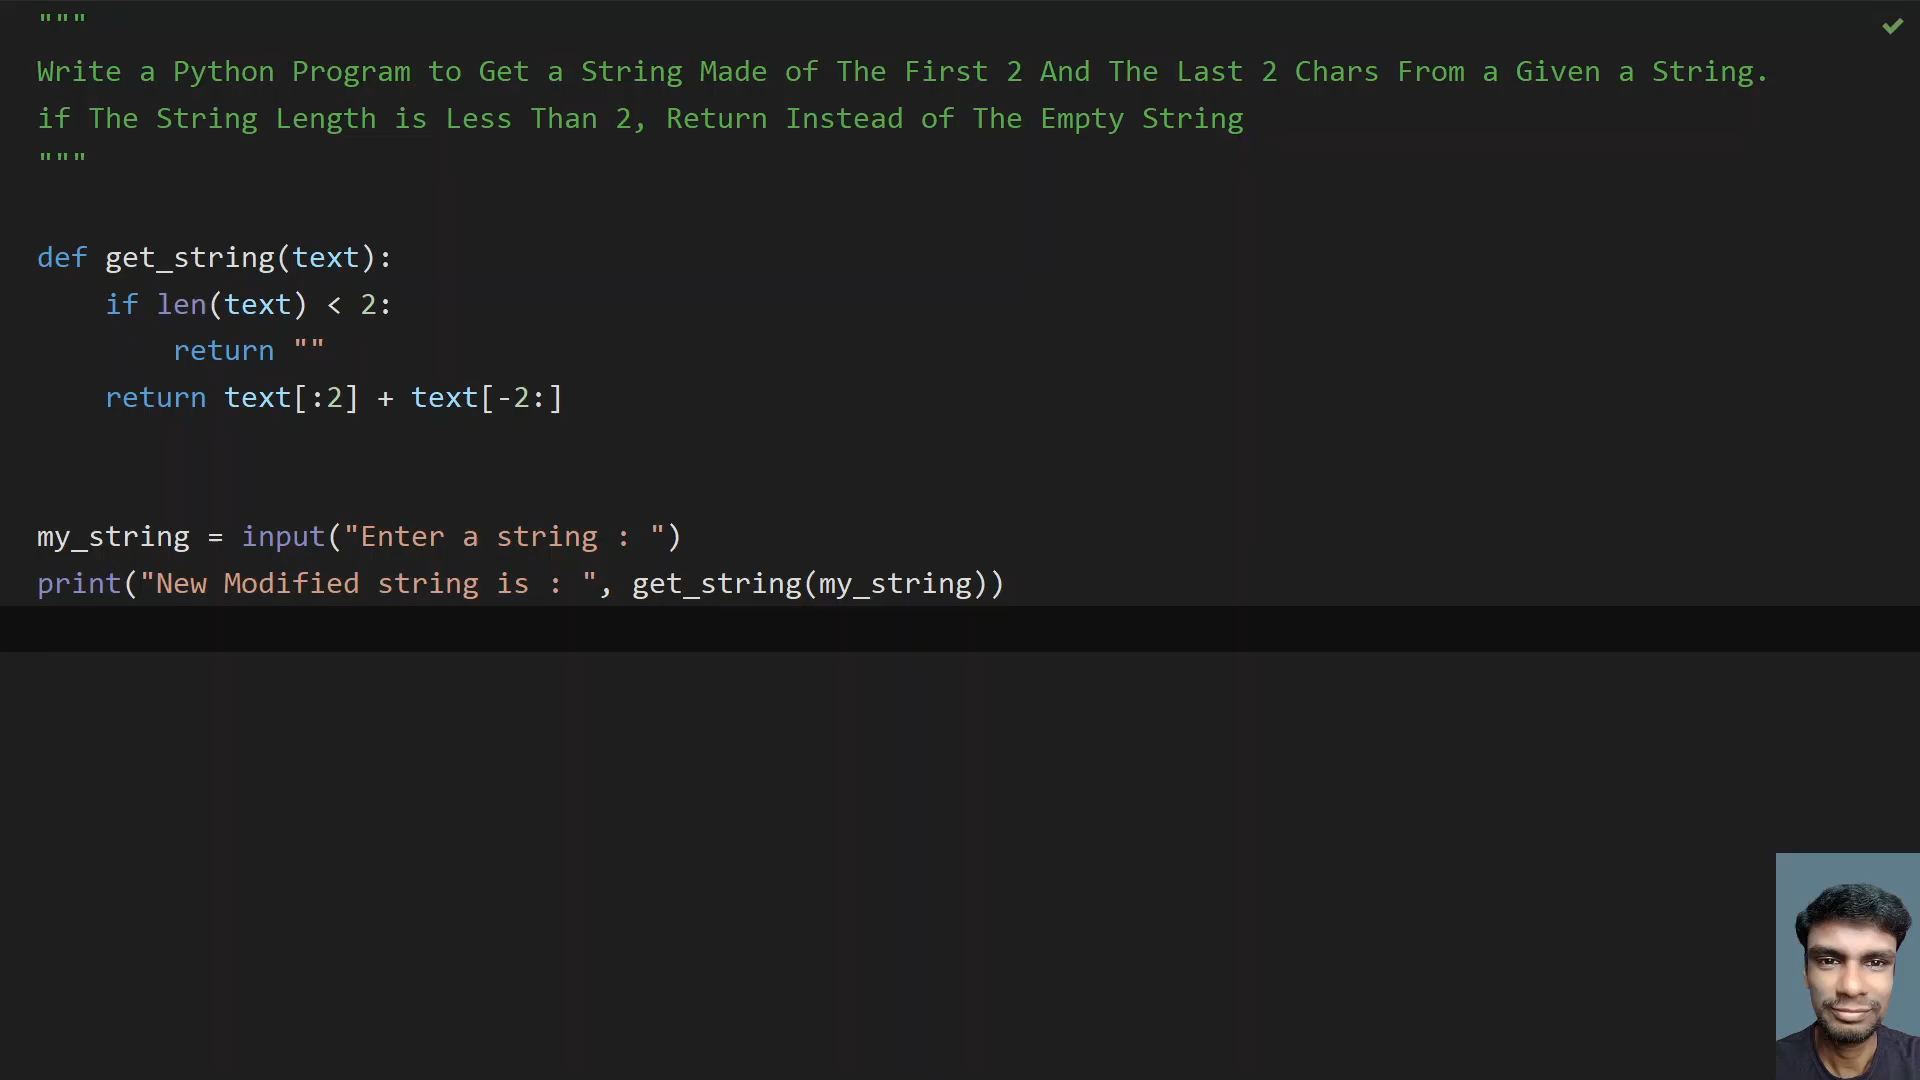 """
Write a Python Program to Get a String Made of The First 2 And The Last 2 Chars From a Given a String.
if The String Length is Less Than 2, Return Instead of The Empty String
"""
def get_string(text):
    if len(text) < 2:
        return ""
    return text[:2] + text[-2:]
my_string = input("Enter a string : ")
print("New Modified string is : ", get_string(my_string))